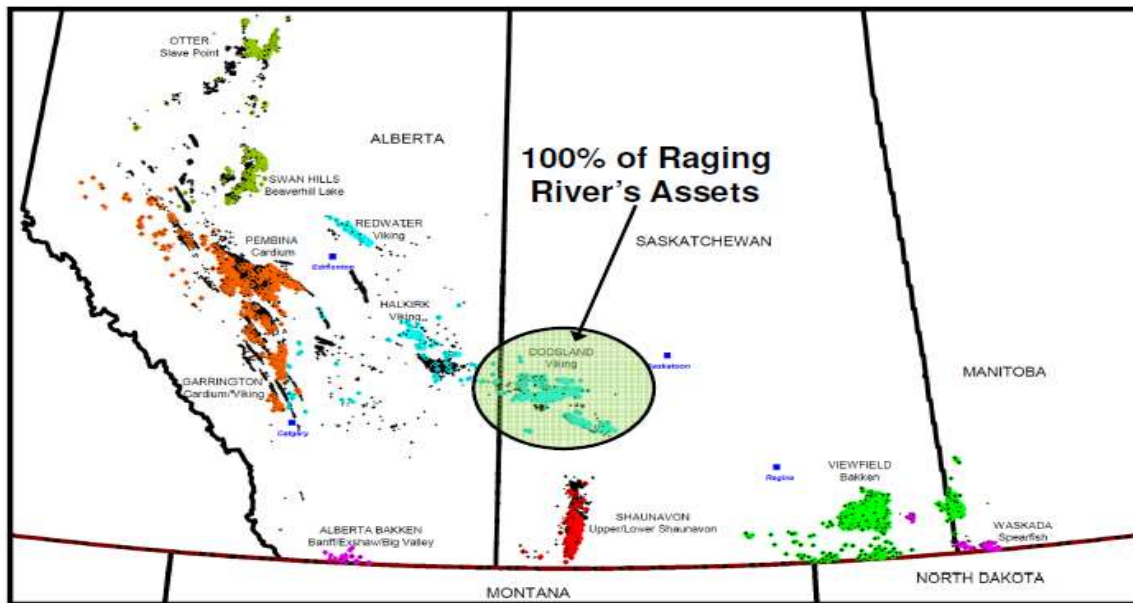 OTTER
Slave Point
ALBERTA
100% of Raging
River's Assets
SWAN HILLS
Beaverhill Lake
REDWATER
Viking
SASKATCHEWAN
PEMBINA
Cardium
Edmonton
HALKIRK
Viking
DODSLAND
Viking
Saskatoon
MANITOBA
GARRINGTON
Cardium/Viking
Calgary
VIEWFIELD
Bakken
Regina
SHAUNAVON
Upper/Lower Shaunavon
ALBERTA BAKKEN
Banff/Exshaw/Big Valley
WASKADA
Spearfish
NORTH DAKOTA
MONTANA